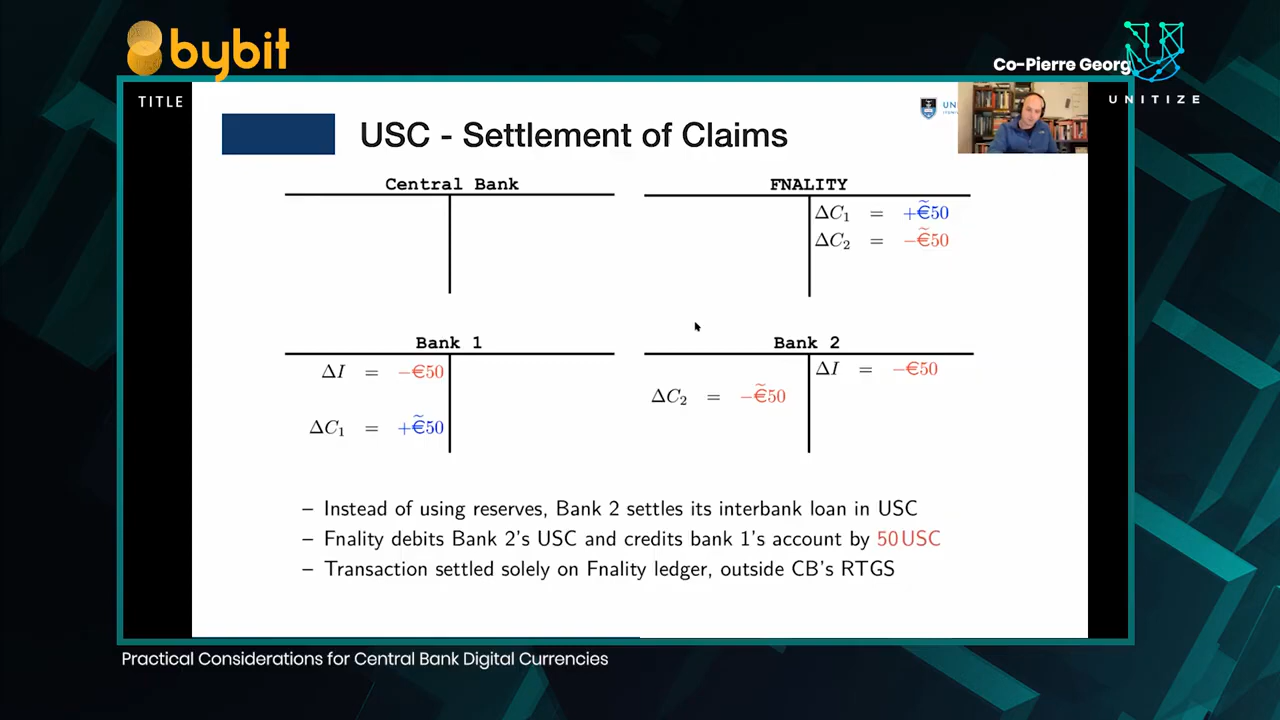 bybit
Co-Pierre Georg
UNITIZE
TITLE
USC - Settlement of Claims
Central Bank
FNALITY
ΔC₁ = +€̃50
ΔC₂ = −€̃50
Bank 1
Bank 2
ΔI = −€50
ΔI = −€50
ΔC₂ = −€̃50
ΔC₁ = +€̃50
– Instead of using reserves, Bank 2 settles its interbank loan in USC
– Fnality debits Bank 2's USC and credits bank 1's account by 50 USC
– Transaction settled solely on Fnality ledger, outside CB's RTGS
Practical Considerations for Central Bank Digital Currencies